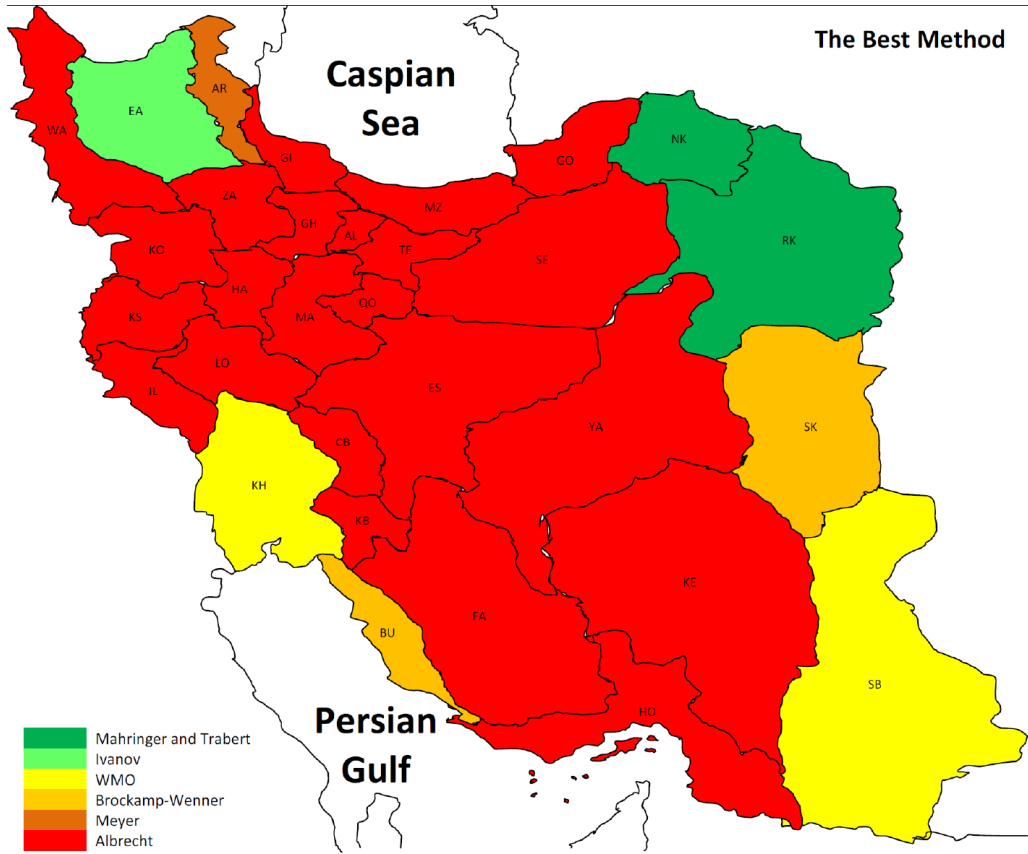 The Best Method
Caspian
Sea
AR
EA
WA
NK
GI
GO
ZA
MZ
GH
AL
RK
KO
TE
SE
HA
QO
KS
MA
LO
ES
IL
YA
SK
CB
KH
KB
KE
FA
BU
SB
HO
Persian
Gulf
Mahringer and Trabert
Ivanov
WMO
Brockamp-Wenner
Meyer
Albrecht